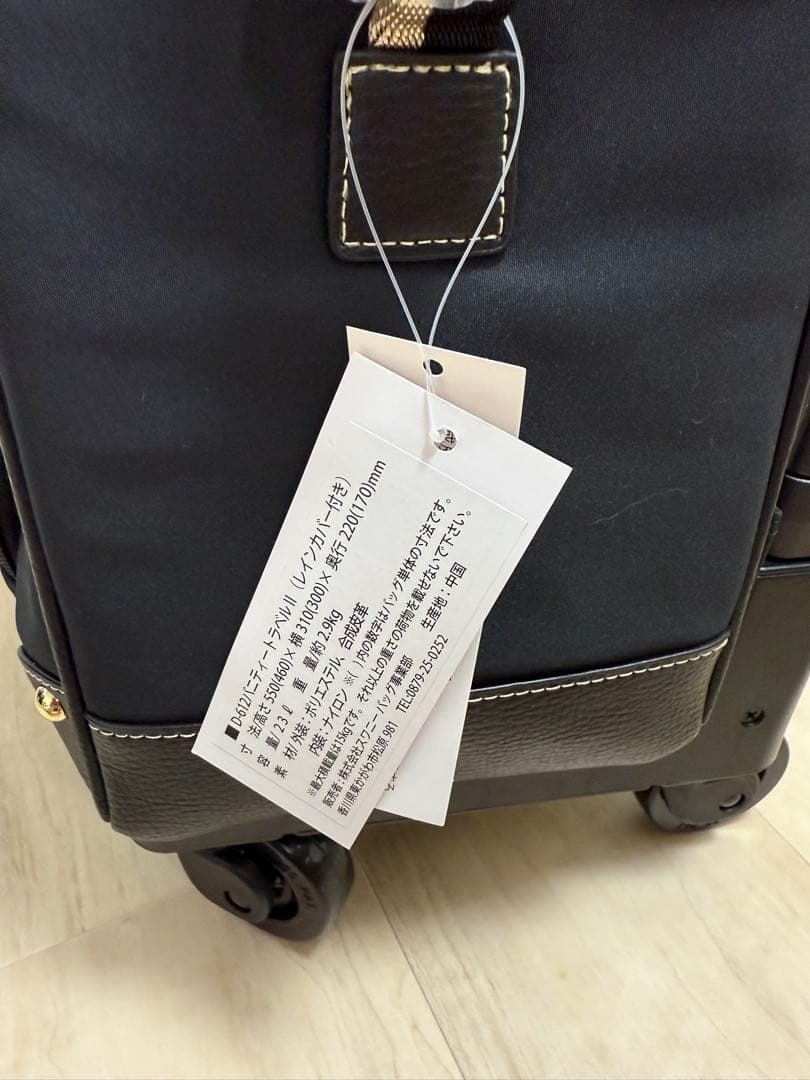 ■D-612バニティートラベルⅡ（レインカバー付き）
寸　法/高さ550(460)× 横310(300)× 奥行220(170)mm
容　量/23ℓ　重　量/約2.9kg
素　材/外装：ポリエステル、合成皮革
内装：ナイロン ※( ) 内の数字はバッグ単体の寸法です。
※最大積載量は15kgです。それ以上の重さの荷物を載せないで下さい。
販売者：株式会社スワニー バッグ事業部　生産地：中国
香川県東かがわ市松原 981　TEL:0879-25-0252